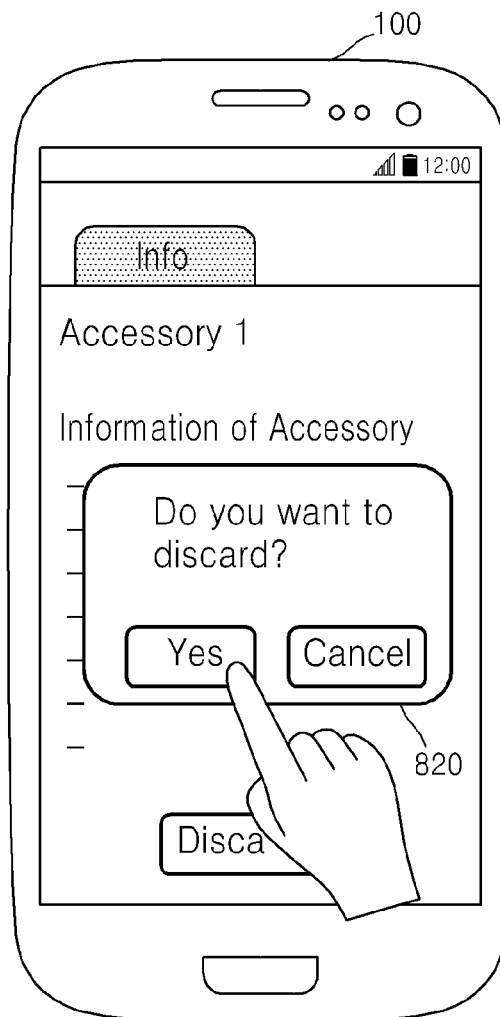 100
12:00
Info
Accessory 1
Information of Accessory
Do you want to
discard?
Yes
Cancel
820
Disca